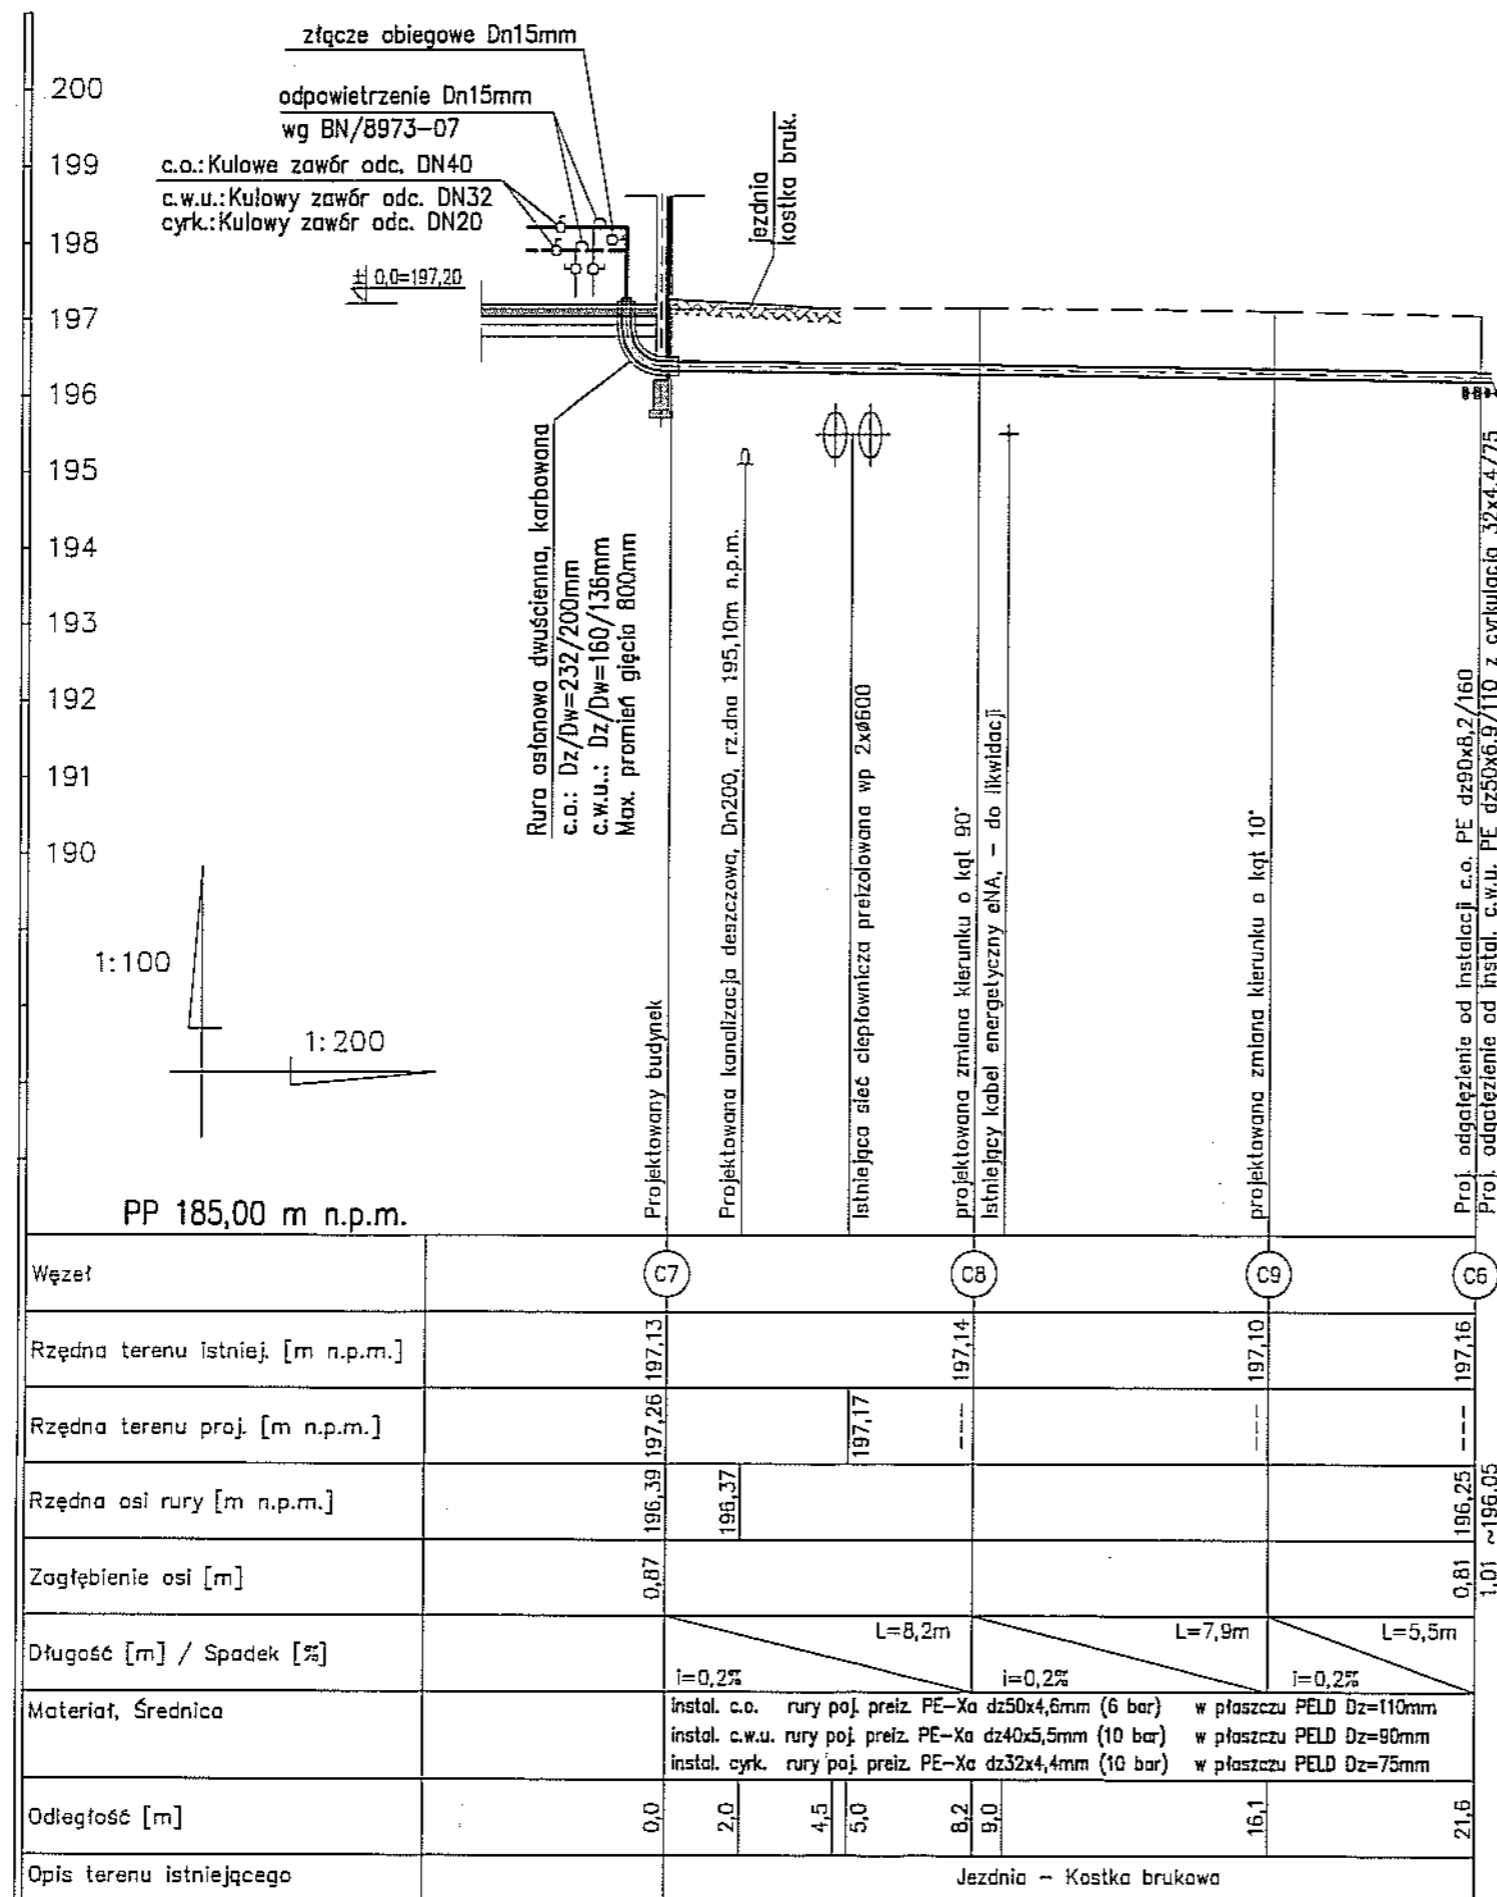 złącze obiegowe Dn15mm
odpowietrzenie Dn15mm
wg BN/8973-07
c.o.:Kulowe zawór odc. DN40
c.w.u.:Kulowy zawór odc. DN32
cyrk.:Kulowy zawór odc. DN20
± 0,0=197,20
jezdnia
kostka bruk.
200
199
198
197
196
195
194
193
192
191
190
Rura osłonowa dwuścienna, karbowana
c.o.: Dz/Dw=232/200mm
c.w.u.: Dz/Dw=160/136mm
Max. promień gięcia 800mm
Projektowany budynek
Projektowana kanalizacja deszczowa, Dn200, rz.dna 195,10m n.p.m.
Istniejąca sieć ciepłownicza preizolowana wp 2xø600
projektowana zmiana kierunku o kąt 90°
Istniejący kabel energetyczny eNA, - do likwidacji
projektowana zmiana kierunku o kąt 10°
Proj. odgałęzienie od instalacji c.o. PE dz90x8,2/160
Proj. odgałęzienie od instal. c.w.u. PE dz50x6,9/110 z cyrkulacją 32x4,4/75
1:100
1:200
PP 185,00 m n.p.m.
Węzeł C7 C8 C9 C6
Rzędna terenu istniej. [m n.p.m.] 197,13 197,14 197,10 197,16
Rzędna terenu proj. [m n.p.m.] 197,26 197,17 --- --- ---
Rzędna osi rury [m n.p.m.] 196,39 196,37 196,25 ~196,05
Zagłębienie osi [m] 0,87 0,81 1,01
Długość [m] / Spadek [%] L=8,2m L=7,9m L=5,5m
i=0,2% i=0,2% i=0,2%
Materiał, Średnica
instal. c.o. rury poj. preiz. PE-Xa dz50x4,6mm (6 bar) w płaszczu PELD Dz=110mm
instal. c.w.u. rury poj. preiz. PE-Xa dz40x5,5mm (10 bar) w płaszczu PELD Dz=90mm
instal. cyrk. rury poj. preiz. PE-Xa dz32x4,4mm (10 bar) w płaszczu PELD Dz=75mm
Odległość [m] 0,0 2,0 4,5 5,0 8,2 9,0 16,1 21,6
Opis terenu istniejącego Jezdnia - Kostka brukowa